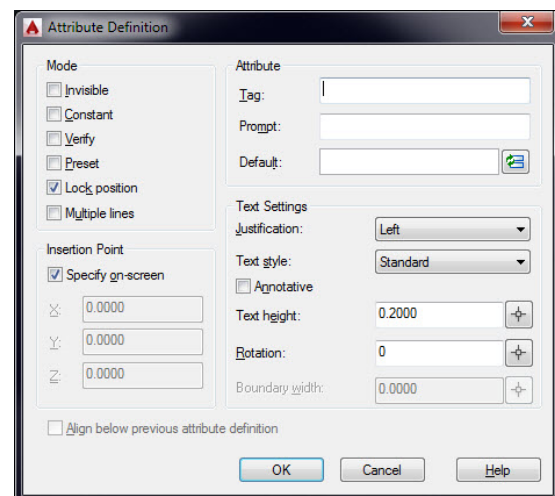 Attribute Definition
Mode
Invisible
Constant
Verify
Preset
Lock position
Multiple lines
Insertion Point
Specify on-screen
X: 0.0000
Y: 0.0000
Z: 0.0000
Attribute
Tag:
Prompt:
Default:
Text Settings
Justification: Left
Text style: Standard
Annotative
Text height: 0.2000
Rotation: 0
Boundary width: 0.0000
Align below previous attribute definition
OK Cancel Help